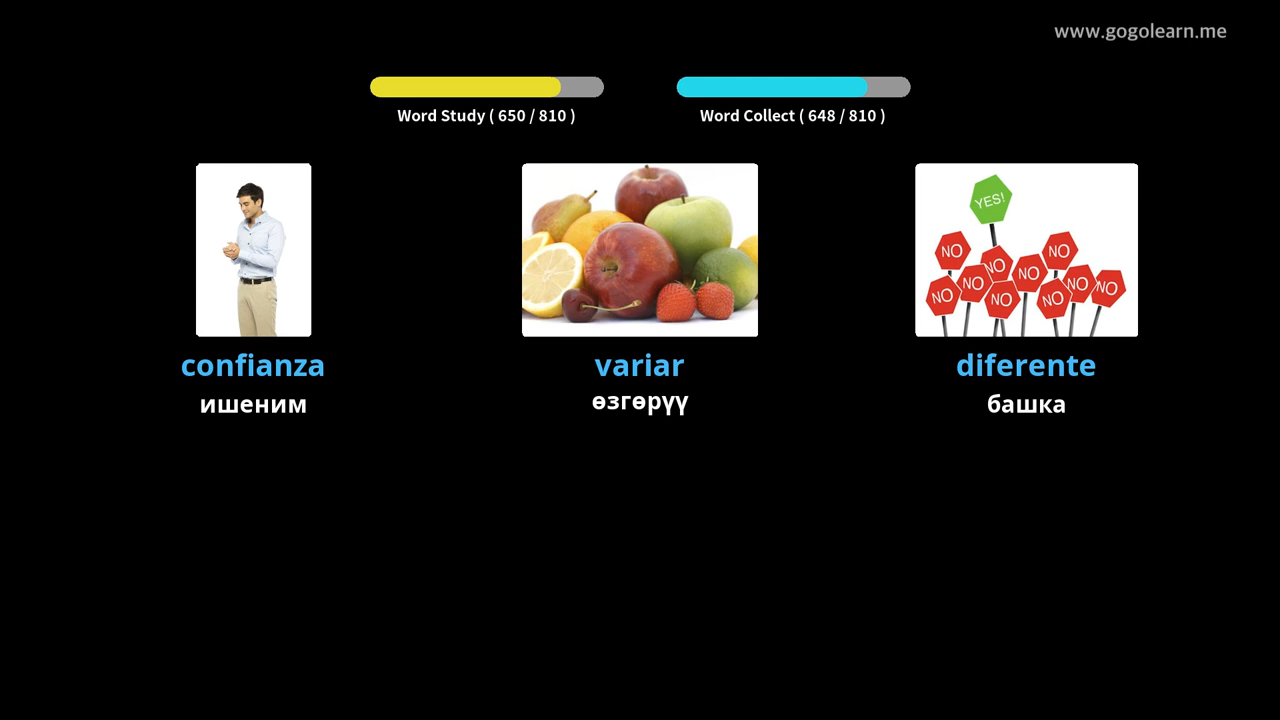 www.gogolearn.me
Word Study ( 650 / 810 )
Word Collect ( 648 / 810 )
YES!
NO
NO
NO
NO
NO
NO
NO
NO
NO
NO
confianza
variar
diferente
ишеним
өзгөрүү
башка